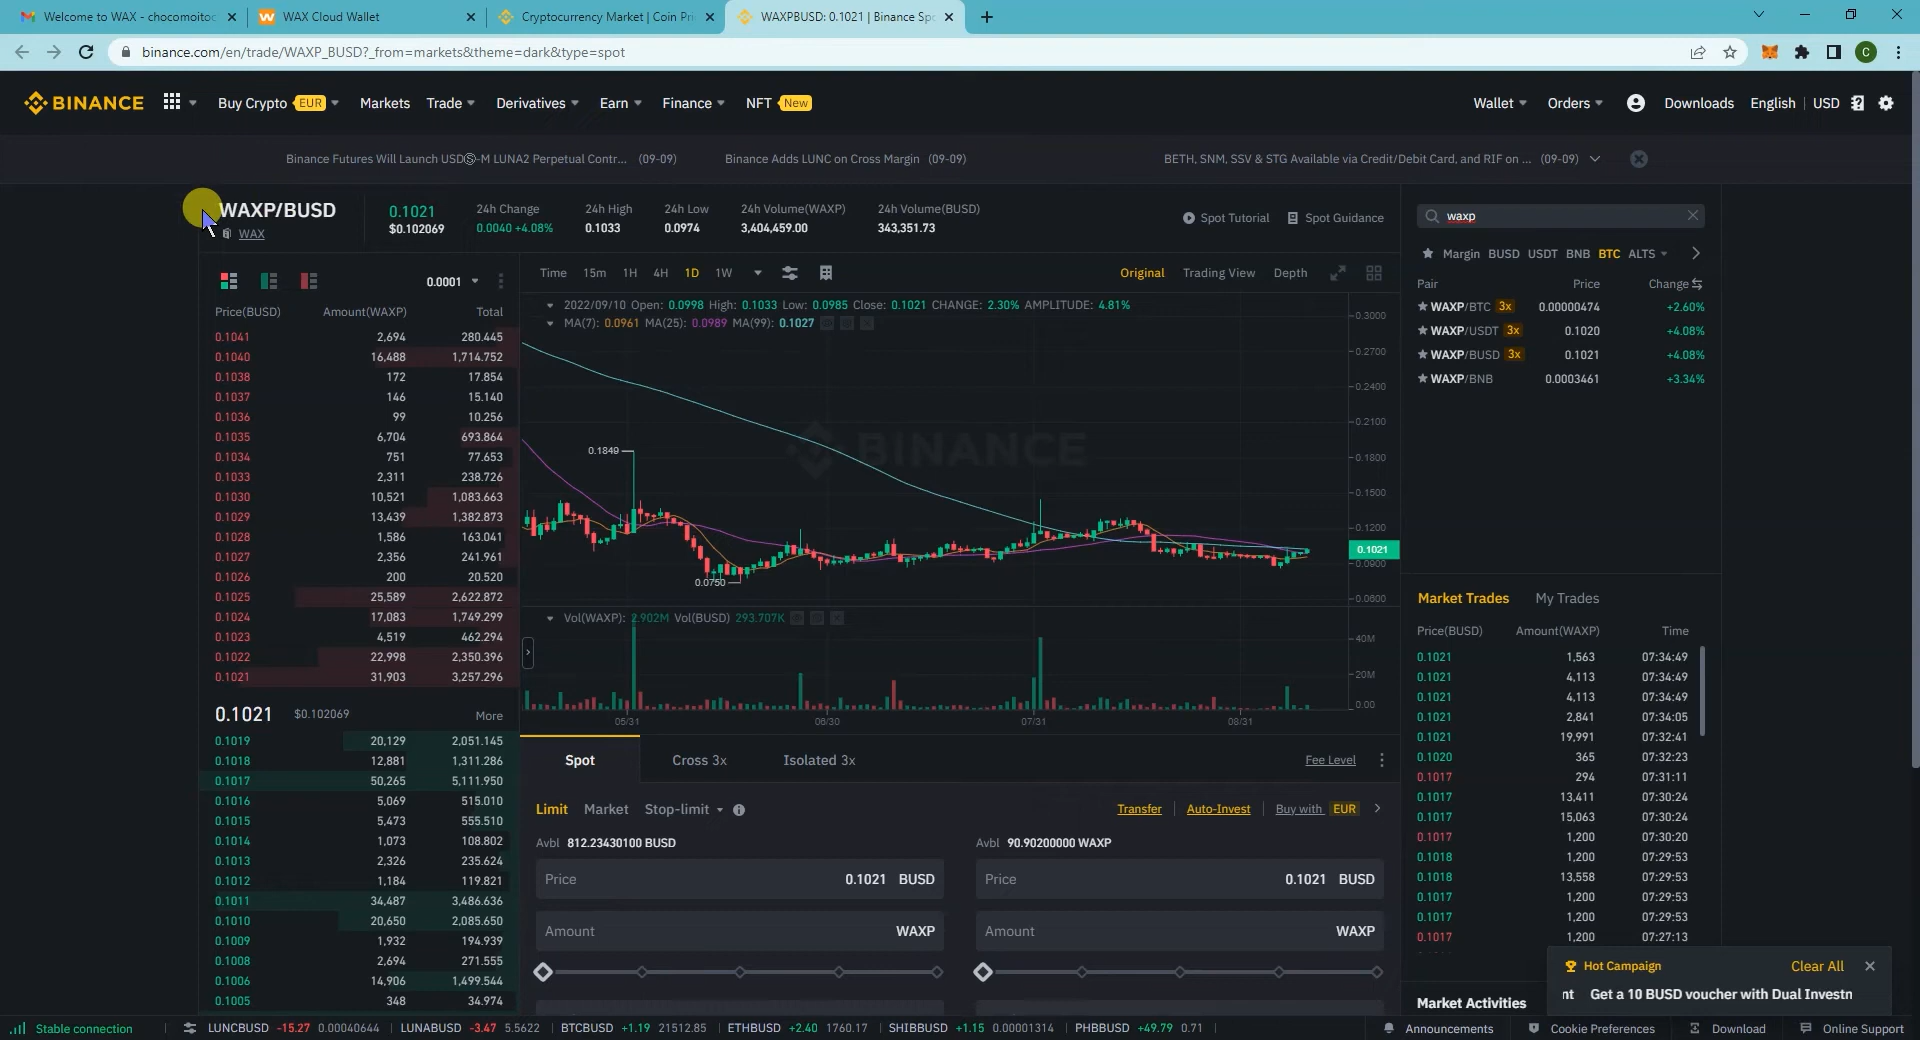 Welcome to WAX - chocomoitoc
WAX Cloud Wallet
Cryptocurrency Market | Coin Pri
WAXPBUSD: 0.1021 | Binance Spo
binance.com/en/trade/WAXP_BUSD?_from=markets&theme=dark&type=spot
C
BINANCE
Buy Crypto EUR
Markets
Trade
Derivatives
Earn
Finance
NFT New
Wallet
Orders
Downloads
English | USD
Binance Futures Will Launch USDⓈ-M LUNA2 Perpetual Contr... (09-09)
Binance Adds LUNC on Cross Margin (09-09)
BETH, SNM, SSV & STG Available via Credit/Debit Card, and RIF on ... (09-09)
WAXP/BUSD
WAX
0.1021
$0.102069
24h Change
0.0040 +4.08%
24h High
0.1033
24h Low
0.0974
24h Volume(WAXP)
3,404,459.00
24h Volume(BUSD)
343,351.73
Spot Tutorial
Spot Guidance
0.0001
Price(BUSD) Amount(WAXP) Total
0.1041 2,694 280.445
0.1040 16,488 1,714.752
0.1038 172 17.854
0.1037 146 15.140
0.1036 99 10.256
0.1035 6,704 693.864
0.1034 751 77.653
0.1033 2,311 238.726
0.1030 10,521 1,083.663
0.1029 13,439 1,382.873
0.1028 1,586 163.041
0.1027 2,356 241.961
0.1026 200 20.520
0.1025 25,589 2,622.872
0.1024 17,083 1,749.299
0.1023 4,519 462.294
0.1022 22,998 2,350.396
0.1021 31,903 3,257.296
0.1021 $0.102069 More
0.1019 20,129 2,051.145
0.1018 12,881 1,311.286
0.1017 50,265 5,111.950
0.1016 5,069 515.010
0.1015 5,473 555.510
0.1014 1,073 108.802
0.1013 2,326 235.624
0.1012 1,184 119.821
0.1011 34,487 3,486.636
0.1010 20,650 2,085.650
0.1009 1,932 194.939
0.1008 2,694 271.555
0.1006 14,906 1,499.544
0.1005 348 34.974
Time 15m 1H 4H 1D 1W
Original Trading View Depth
2022/09/10 Open: 0.0998 High: 0.1033 Low: 0.0985 Close: 0.1021 CHANGE: 2.30% AMPLITUDE: 4.81%
MA(7): 0.0961 MA(25): 0.0989 MA(99): 0.1027
BINANCE
0.1849
0.0750
0.3000
0.2700
0.2400
0.2100
0.1800
0.1500
0.1200
0.1021
0.0900
0.0600
Vol(WAXP): 2.902M Vol(BUSD) 293.707K
40M
20M
0.00
05/31 06/30 07/31 08/31
Spot
Cross 3x
Isolated 3x
Fee Level
Limit Market Stop-limit
Transfer
Auto-Invest
Buy with EUR
Avbl 812.23430100 BUSD
Price 0.1021 BUSD
Amount WAXP
Avbl 90.90200000 WAXP
Price 0.1021 BUSD
Amount WAXP
waxp
Margin BUSD USDT BNB BTC ALTS
Pair Price Change
WAXP/BTC 3x 0.00000474 +2.60%
WAXP/USDT 3x 0.1020 +4.08%
WAXP/BUSD 3x 0.1021 +4.08%
WAXP/BNB 0.0003461 +3.34%
Market Trades
My Trades
Price(BUSD) Amount(WAXP) Time
0.1021 1,563 07:34:49
0.1021 4,113 07:34:49
0.1021 4,113 07:34:49
0.1021 2,841 07:34:05
0.1021 19,991 07:32:41
0.1020 365 07:32:23
0.1017 294 07:31:11
0.1017 13,411 07:30:24
0.1017 15,063 07:30:24
0.1017 1,200 07:30:20
0.1018 1,200 07:29:53
0.1018 13,558 07:29:53
0.1017 1,200 07:29:53
0.1017 1,200 07:29:53
0.1017 1,200 07:27:13
Market Activities
Hot Campaign Clear All
nt Get a 10 BUSD voucher with Dual Investn
Stable connection
LUNCBUSD -15.27 0.00040644
LUNABUSD -3.47 5.5622
BTCBUSD +1.19 21512.85
ETHBUSD +2.40 1760.17
SHIBBUSD +1.15 0.00001314
PHBBUSD +49.79 0.71
Announcements
Cookie Preferences
Download
Online Support